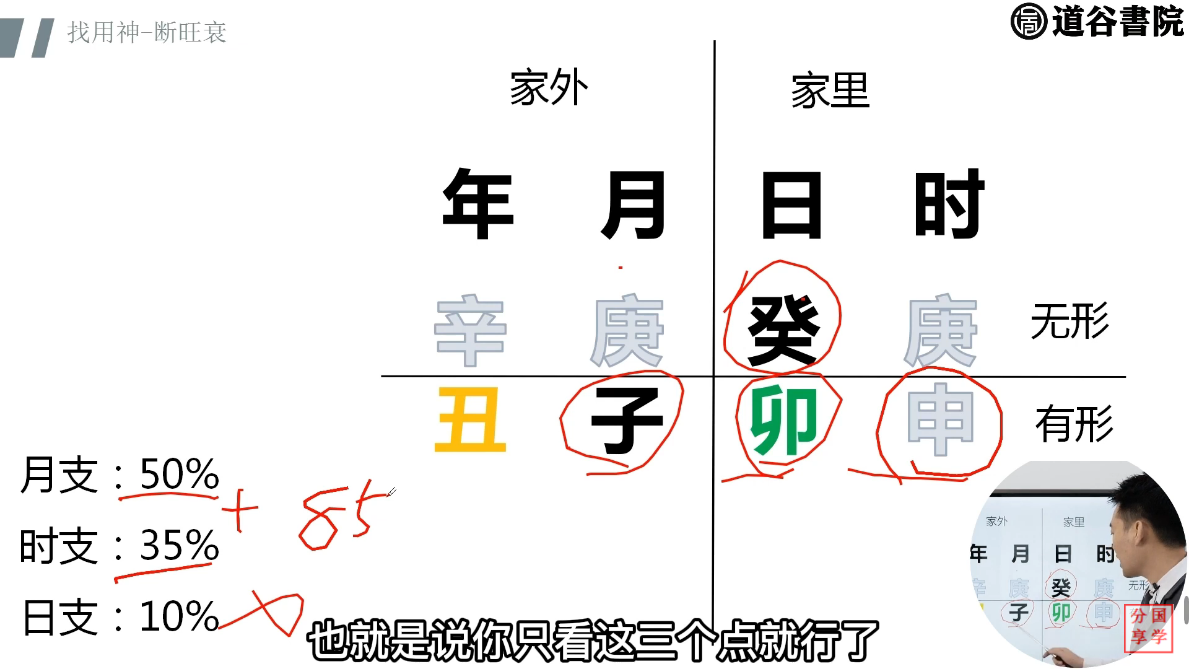 找用神-断旺衰
道谷書院
家外 家里
年 月 日 时
辛 庚 癸 庚 无形
丑 子 卯 申 有形
月支：50%
+ 85
时支：35%
日支：10%
也就是说你只看这三个点就行了
家外 家里
年 月 日 时
辛 庚 癸 庚 无形
子 卯 申
分国
享学